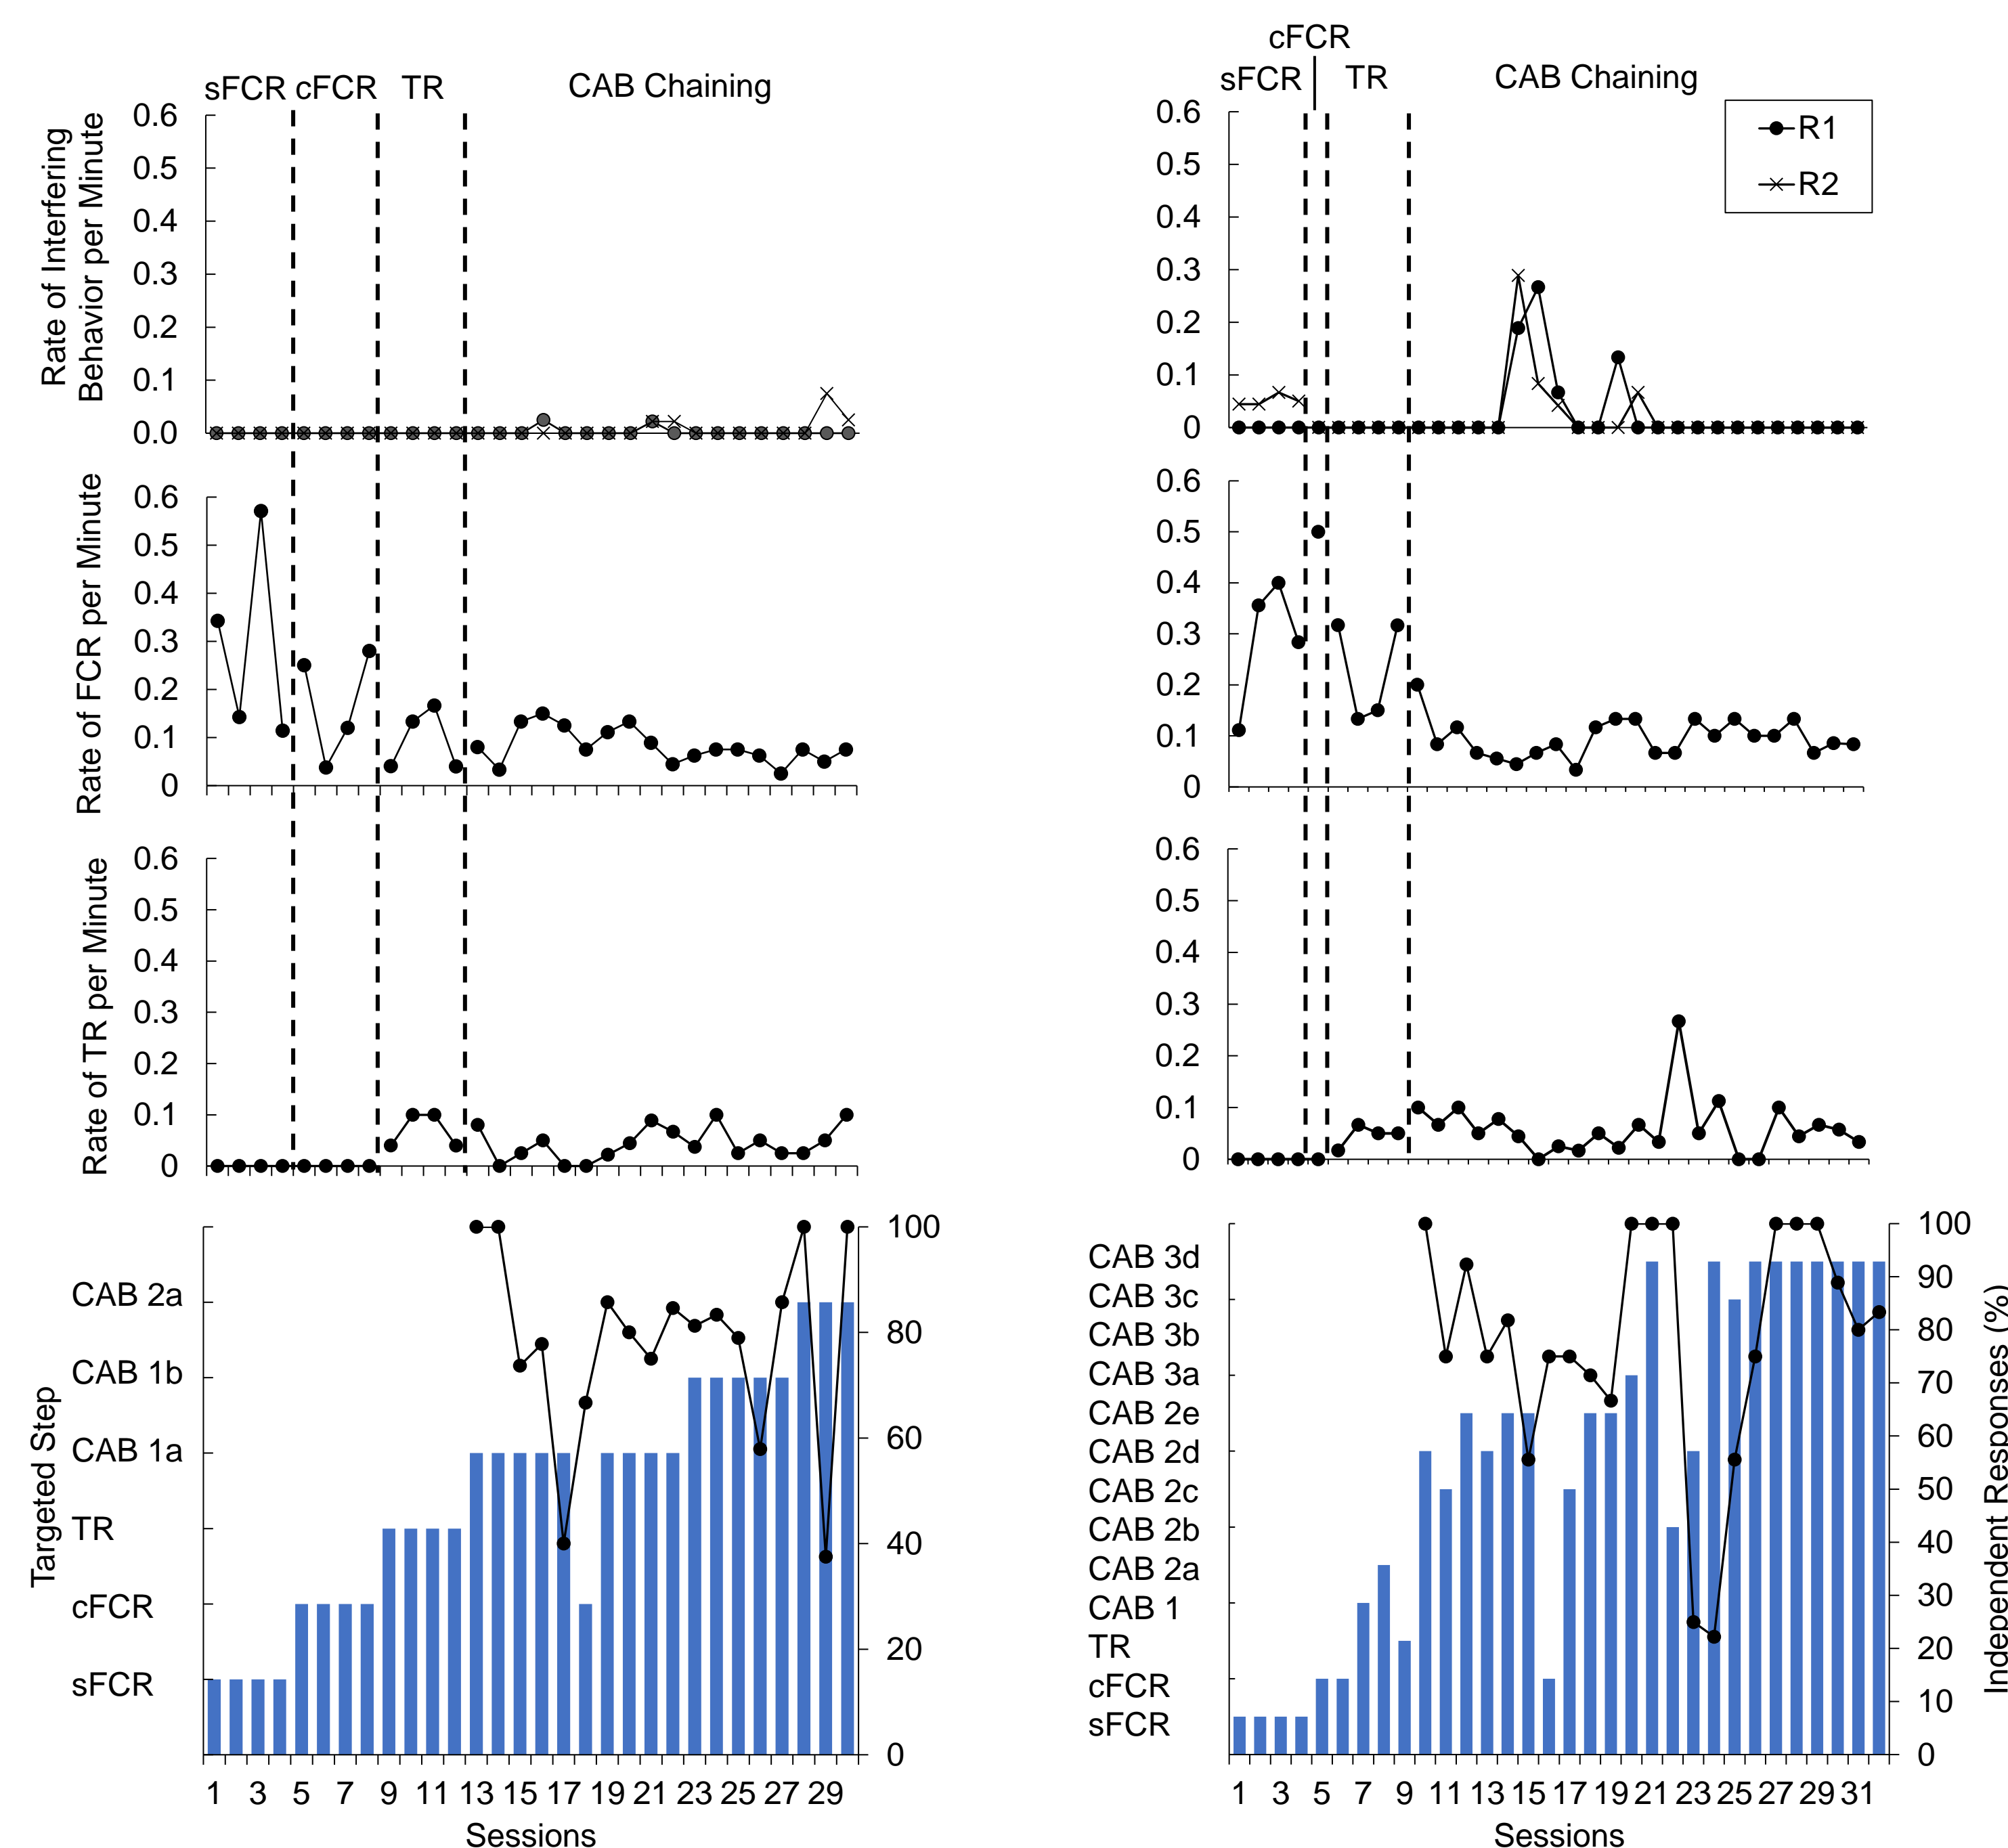 sFCR cFCR TR CAB Chaining
Rate of Interfering
Behavior per Minute
0.6
0.5
0.4
0.3
0.2
0.1
0.0
Rate of FCR per Minute
0.6
0.5
0.4
0.3
0.2
0.1
0
Rate of TR per Minute
0.6
0.5
0.4
0.3
0.2
0.1
0
Targeted Step
CAB 2a
CAB 1b
CAB 1a
TR
cFCR
sFCR
100
80
60
40
20
0
1 3 5 7 9 11 13 15 17 19 21 23 25 27 29
Sessions
cFCR
sFCR TR CAB Chaining
R1
R2
0.6
0.5
0.4
0.3
0.2
0.1
0
0.6
0.5
0.4
0.3
0.2
0.1
0
0.6
0.5
0.4
0.3
0.2
0.1
0
CAB 3d
CAB 3c
CAB 3b
CAB 3a
CAB 2e
CAB 2d
CAB 2c
CAB 2b
CAB 2a
CAB 1
TR
cFCR
sFCR
100
90
80
70
60
50
40
30
20
10
0
Independent Responses (%)
1 3 5 7 9 11 13 15 17 19 21 23 25 27 29 31
Sessions